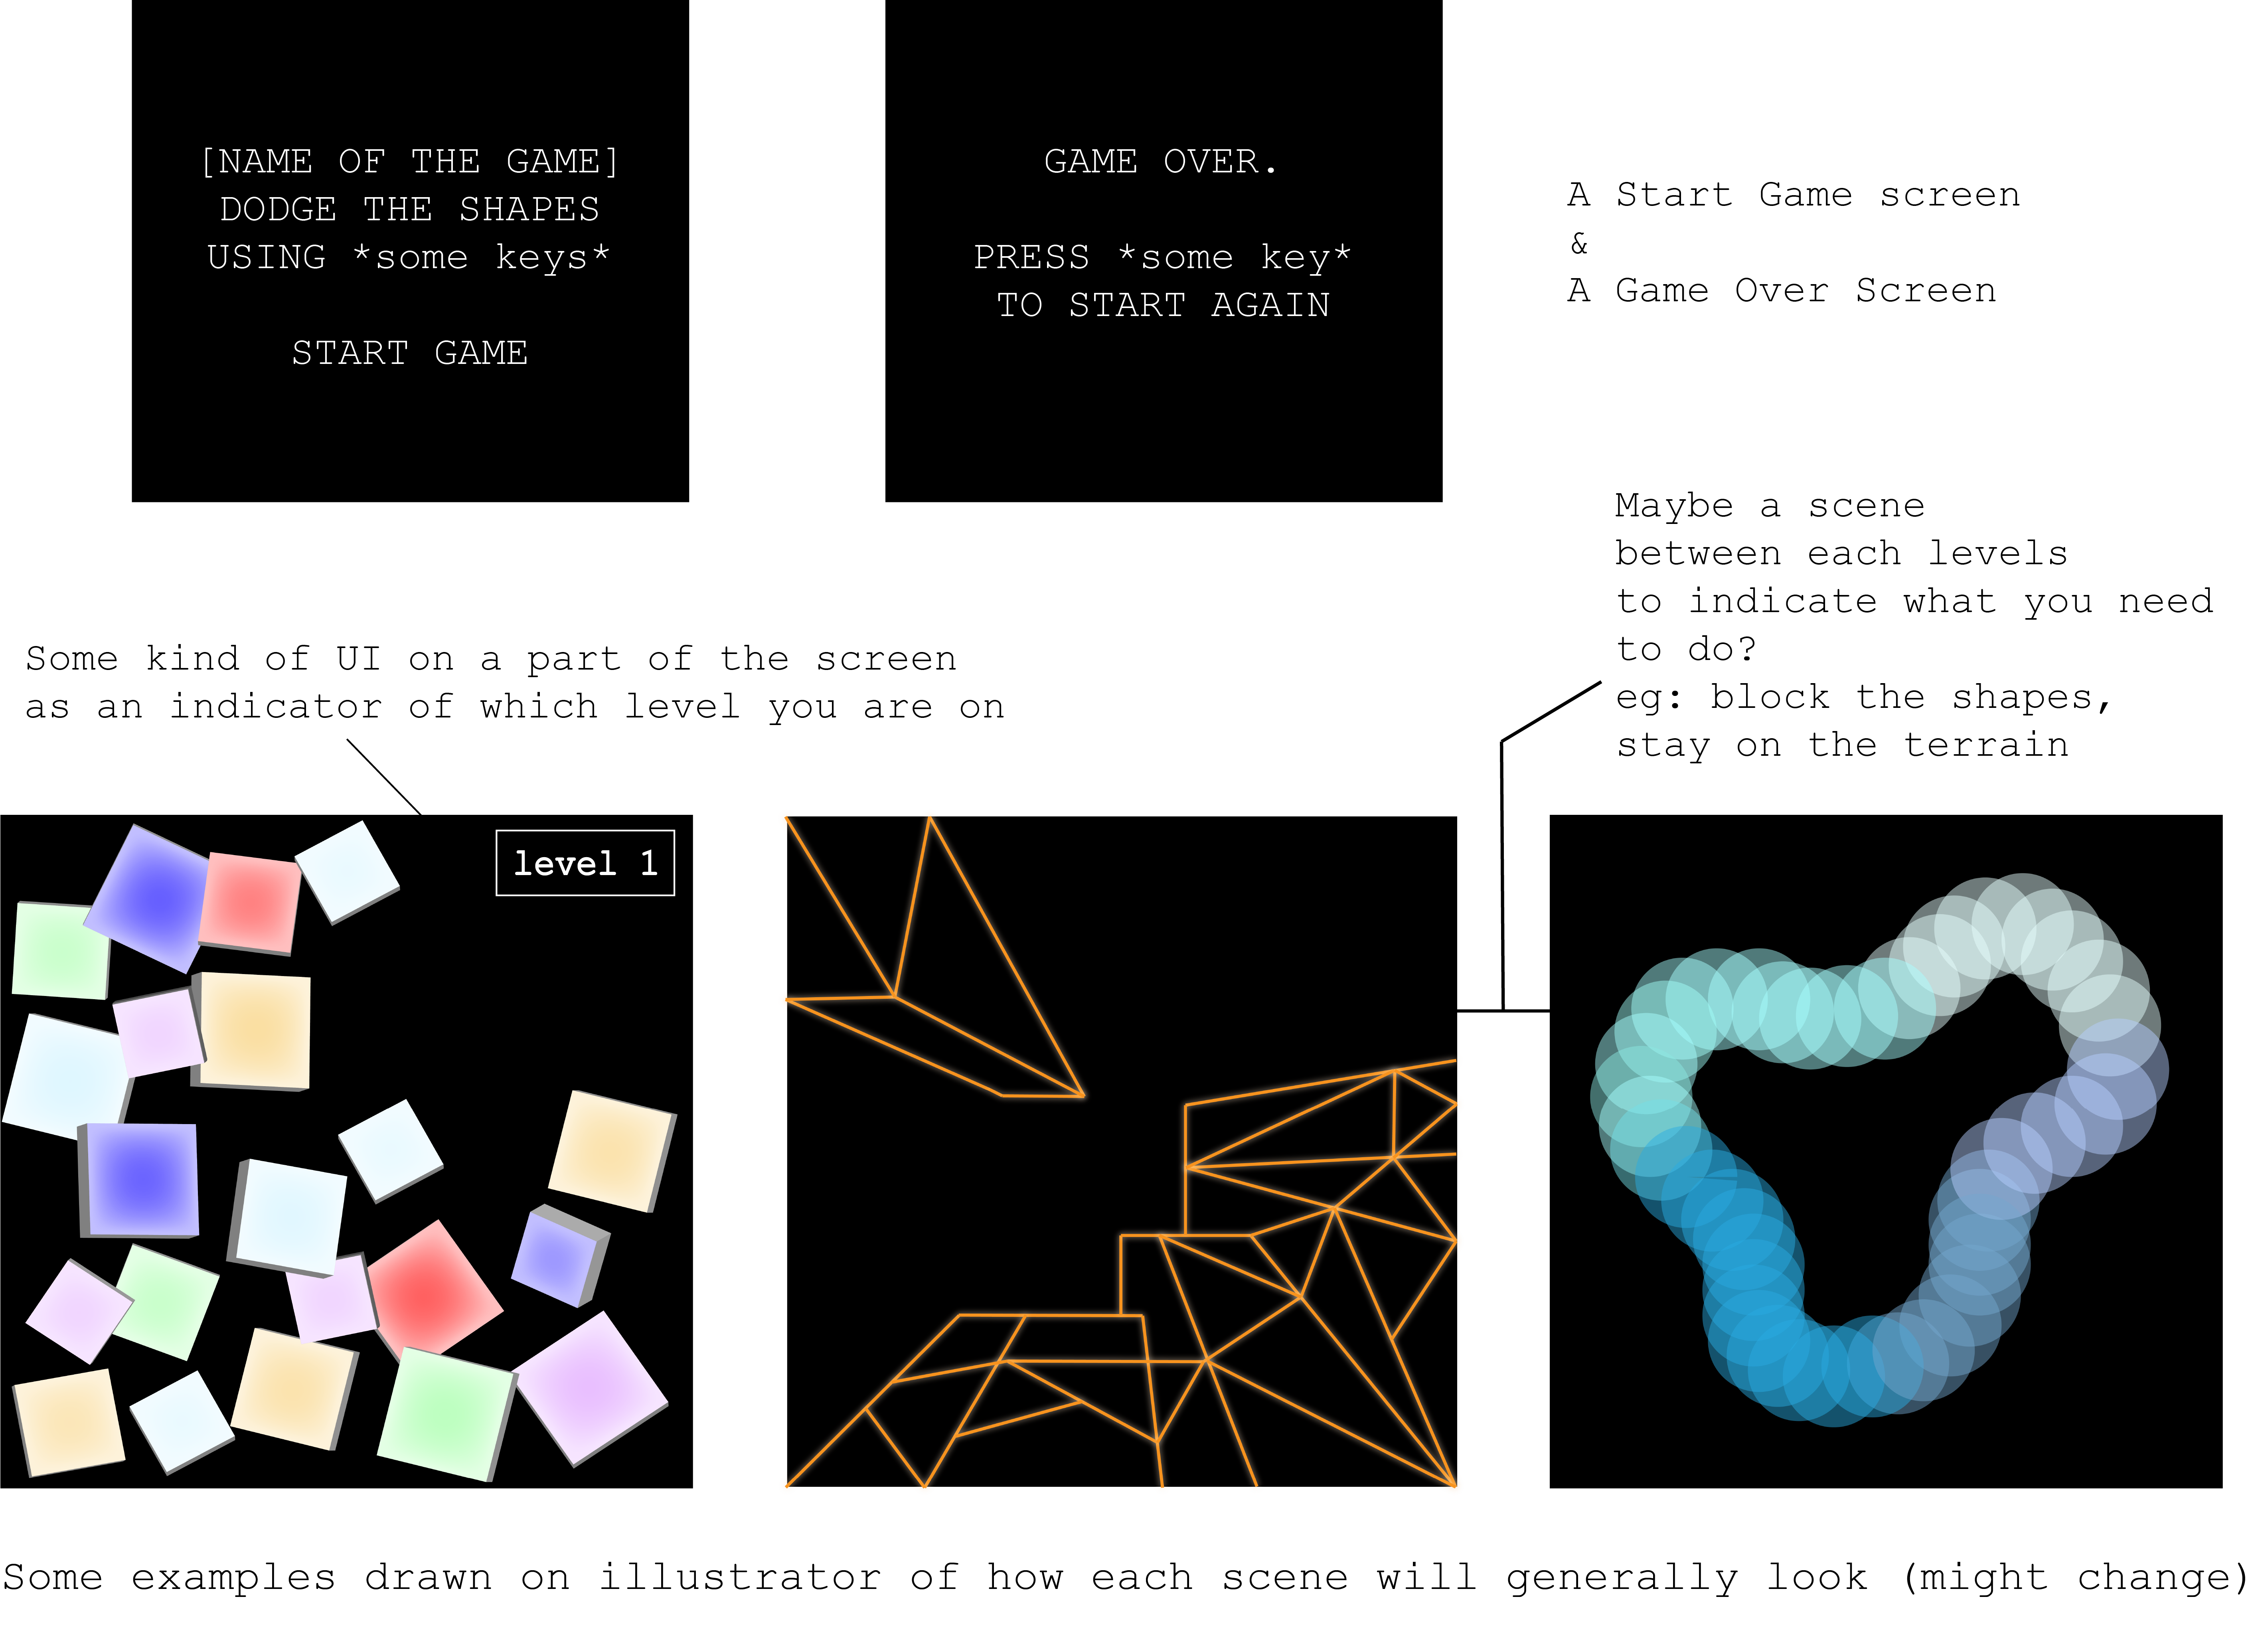 [NAME OF THE GAME]
DODGE THE SHAPES
USING *some keys*
START GAME
GAME OVER.
PRESS *some key*
TO START AGAIN
A Start Game screen
&
A Game Over Screen
Maybe a scene
between each levels
to indicate what you need
to do?
eg: block the shapes,
stay on the terrain
Some kind of UI on a part of the screen
as an indicator of which level you are on
level 1
Some examples drawn on illustrator of how each scene will generally look (might change)